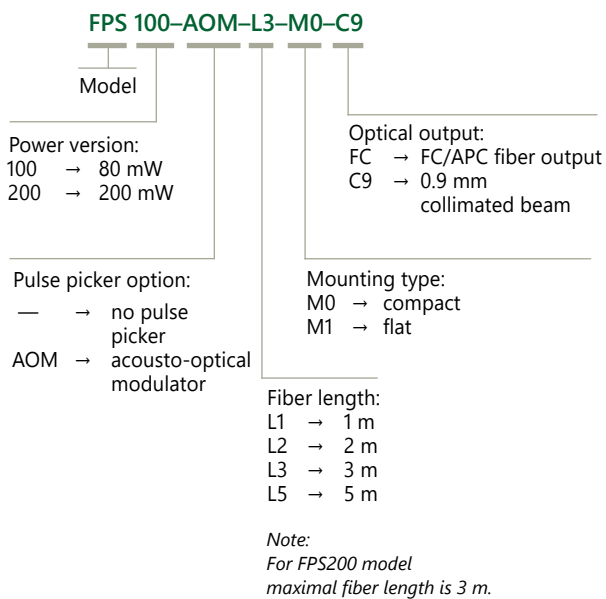 FPS 100–AOM–L3–M0–C9
Model
Power version:
100 → 80 mW
200 → 200 mW
Optical output:
FC → FC/APC fiber output
C9 → 0.9 mm
collimated beam
Pulse picker option:
— → no pulse
picker
AOM → acousto-optical
modulator
Mounting type:
M0 → compact
M1 → flat
Fiber length:
L1 → 1 m
L2 → 2 m
L3 → 3 m
L5 → 5 m
Note:
For FPS200 model
maximal fiber length is 3 m.